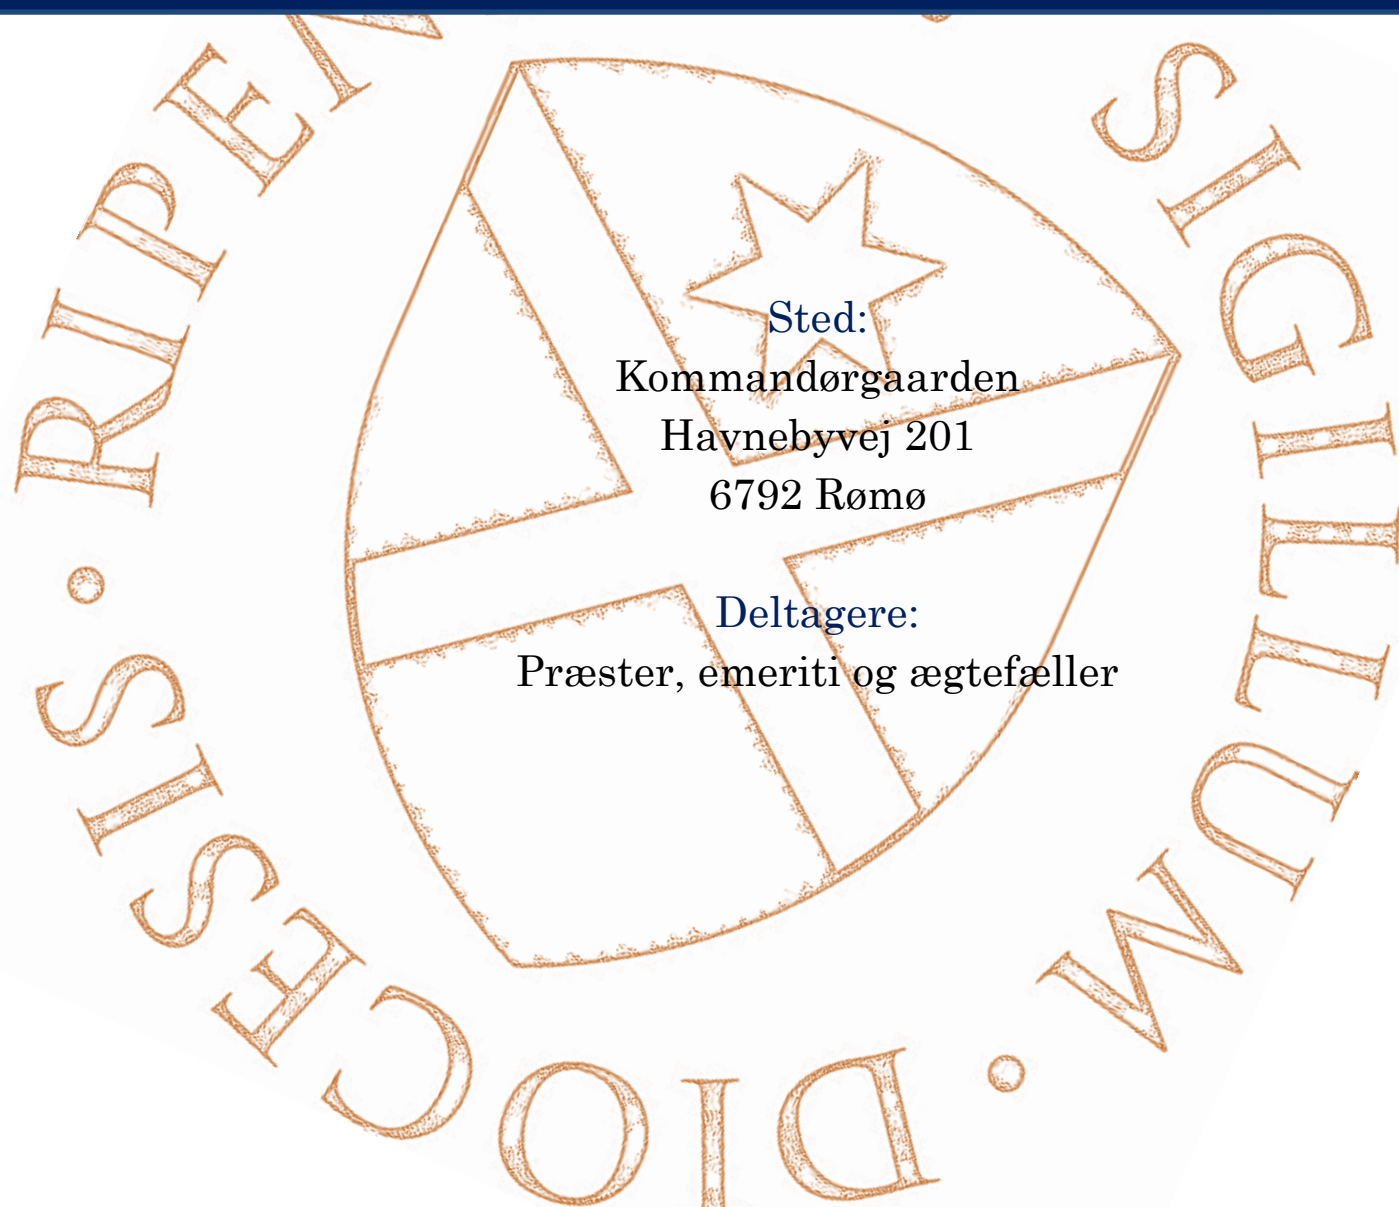 Sted:
Kommandørgaarden
Havnebyvej 201
6792 Rømø
Deltagere:
Præster, emeriti og ægtefæller
SIGILLUM · DIOCESIS · RIPEN